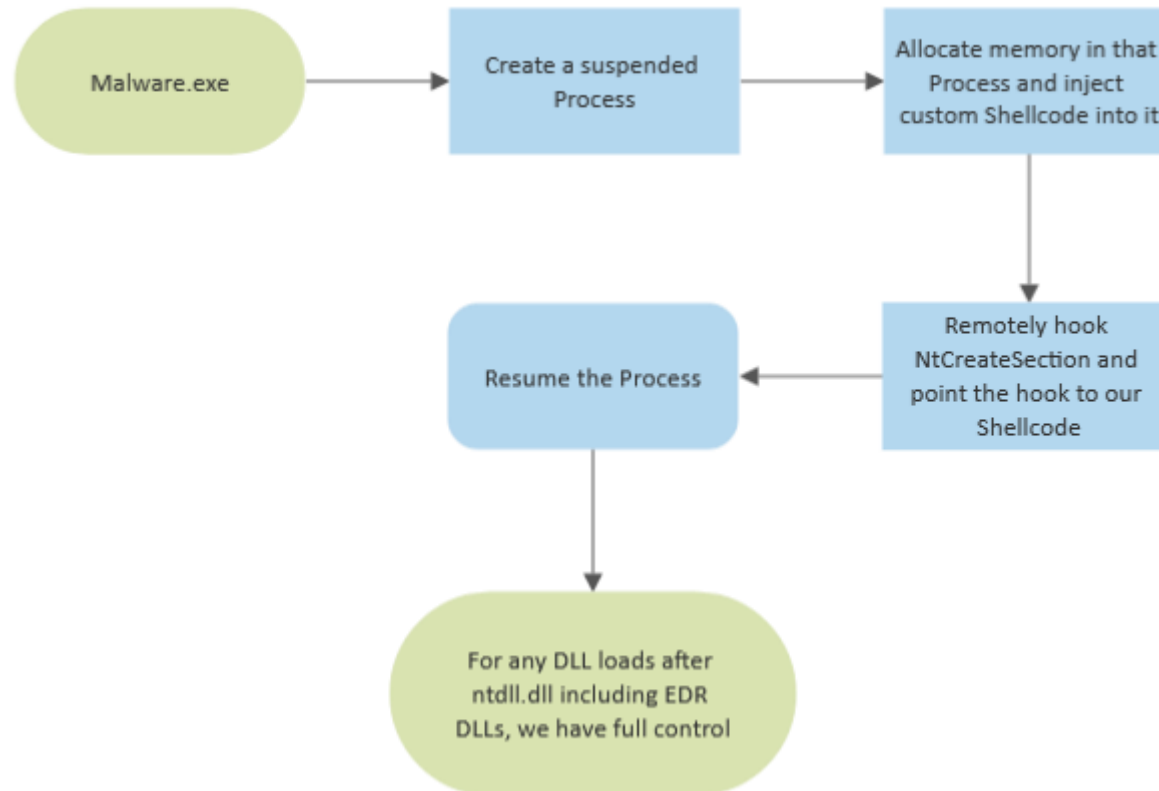 Malware.exe
Create a suspended
Process
Allocate memory in that
Process and inject
custom Shellcode into it
Remotely hook
NtCreateSection and
point the hook to our
Shellcode
Resume the Process
For any DLL loads after
ntdll.dll including EDR
DLLs, we have full control